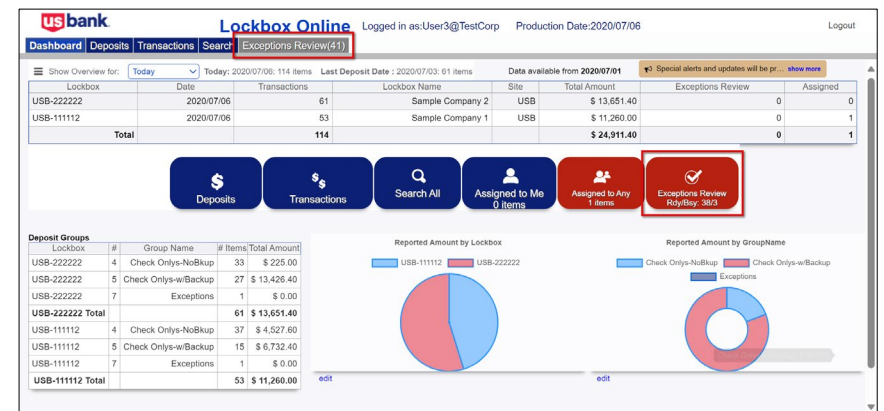 usbank Lockbox Online Logged in as:User3@TestCorp Production Date:2020/07/06 Logout
Dashboard Deposits Transactions Search Exceptions Review(41)
Show Overview for: Today Today: 2020/07/06: 114 items Last Deposit Date : 2020/07/03: 61 items Data available from 2020/07/01 Special alerts and updates will be pr… show more
Lockbox Date Transactions Lockbox Name Site Total Amount Exceptions Review Assigned
USB-222222 2020/07/06 61 Sample Company 2 USB $ 13,651.40 0 0
USB-111112 2020/07/06 53 Sample Company 1 USB $ 11,260.00 0 1
Total 114 $ 24,911.40 0 1
Deposits
Transactions
Search All
Assigned to Me
0 items
Assigned to Any
1 items
Exceptions Review
Rdy/Bsy: 38/3
Deposit Groups
Lockbox # Group Name # Items Total Amount
USB-222222 4 Check Onlys-NoBkup 33 $ 225.00
USB-222222 5 Check Onlys-w/Backup 27 $ 13,426.40
USB-222222 7 Exceptions 1 $ 0.00
USB-222222 Total 61 $ 13,651.40
USB-111112 4 Check Onlys-NoBkup 37 $ 4,527.60
USB-111112 5 Check Onlys-w/Backup 15 $ 6,732.40
USB-111112 7 Exceptions 1 $ 0.00
USB-111112 Total 53 $ 11,260.00
Reported Amount by Lockbox
USB-111112 USB-222222
edit
Reported Amount by GroupName
Check Onlys-NoBkup Check Onlys-w/Backup
Exceptions
edit